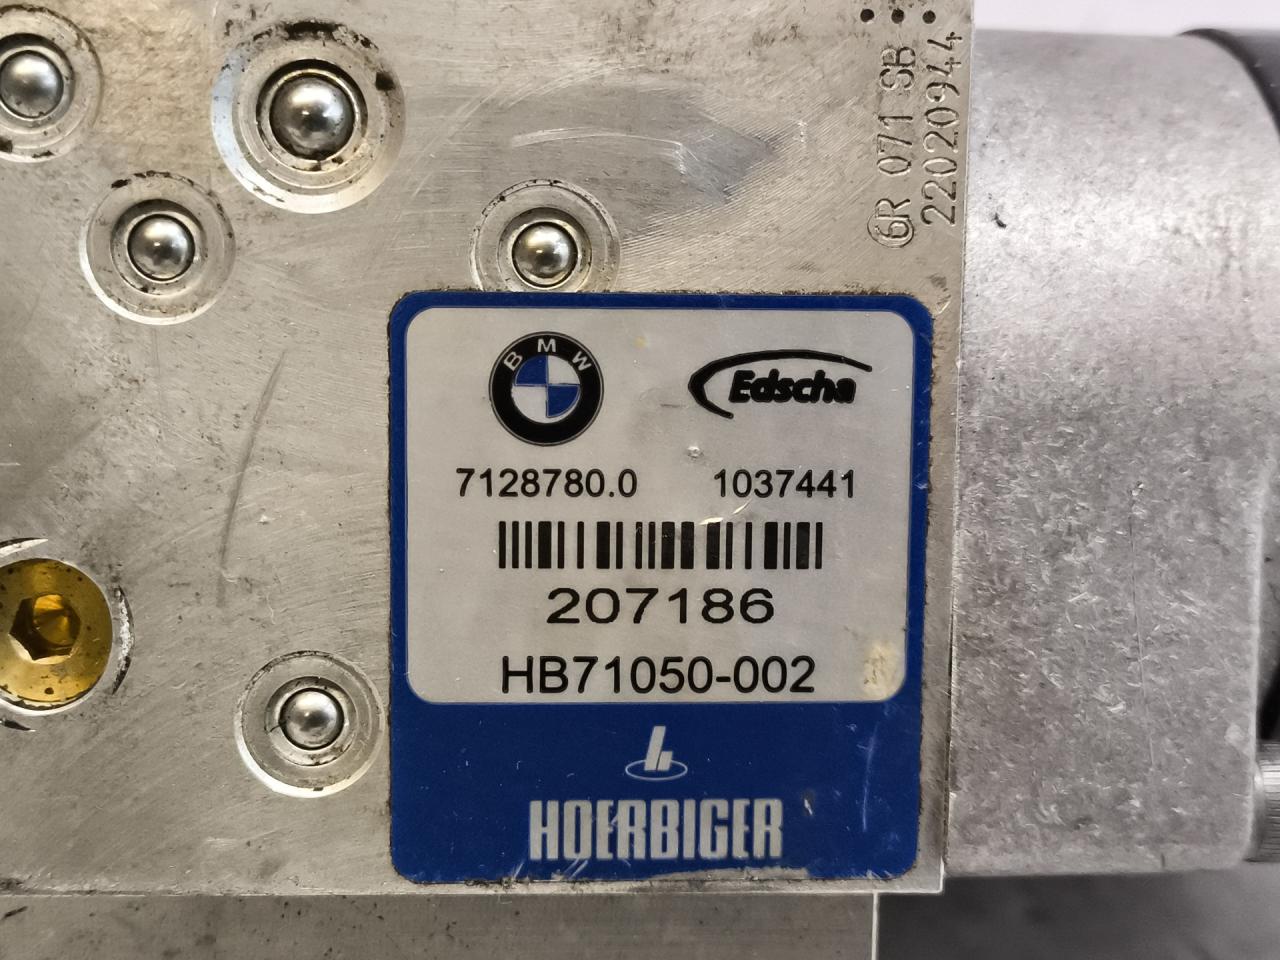 6R 071 SB
22020944
BMW
Edscha
7128780.0 1037441
207186
HB71050-002
HOERBIGER